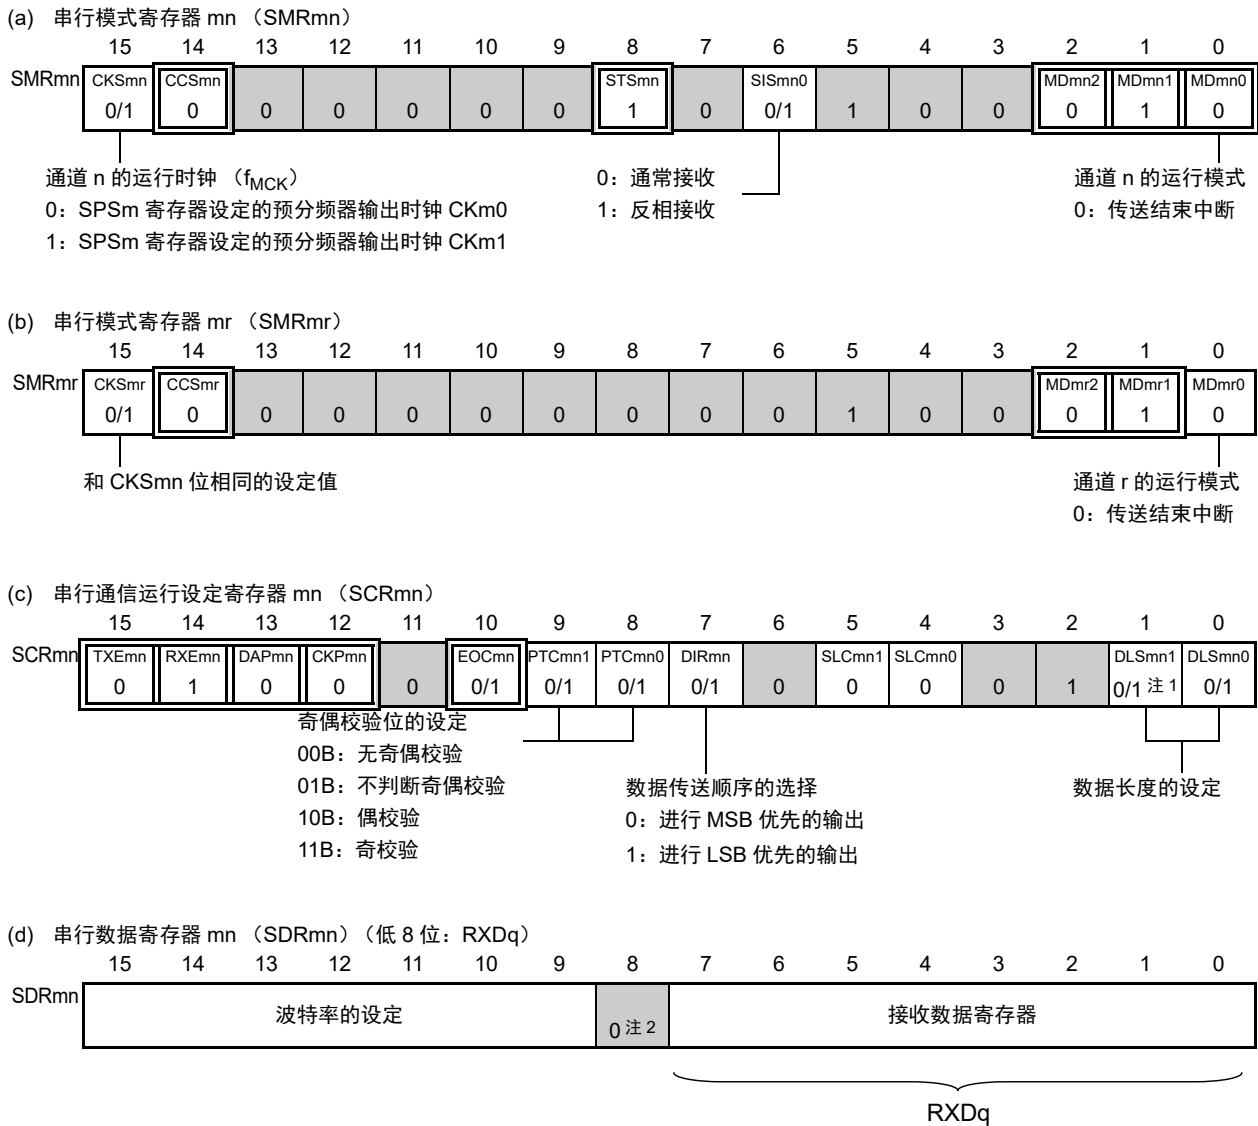 (a) 串行模式寄存器 mn （SMRmn）
15 14 13 12 11 10 9 8 7 6 5 4 3 2 1 0
SMRmn CKSmn CCSmn STSmn SISmn0 MDmn2 MDmn1 MDmn0
0/1 0 0 0 0 0 0 1 0 0/1 1 0 0 0 1 0
通道 n 的运行时钟 （fMCK）
0：SPSm 寄存器设定的预分频器输出时钟 CKm0
1：SPSm 寄存器设定的预分频器输出时钟 CKm1
0：通常接收
1：反相接收
通道 n 的运行模式
0：传送结束中断
(b) 串行模式寄存器 mr （SMRmr）
15 14 13 12 11 10 9 8 7 6 5 4 3 2 1 0
SMRmr CKSmr CCSmr MDmr2 MDmr1 MDmr0
0/1 0 0 0 0 0 0 0 0 0 1 0 0 0 1 0
和 CKSmn 位相同的设定值
通道 r 的运行模式
0：传送结束中断
(c) 串行通信运行设定寄存器 mn （SCRmn）
15 14 13 12 11 10 9 8 7 6 5 4 3 2 1 0
SCRmn TXEmn RXEmn DAPmn CKPmn EOCmn PTCmn1 PTCmn0 DIRmn SLCmn1 SLCmn0 DLSmn1 DLSmn0
0 1 0 0 0 0/1 0/1 0/1 0/1 0 0 0 0 1 0/1 注 1 0/1
奇偶校验位的设定
00B：无奇偶校验
01B：不判断奇偶校验
10B：偶校验
11B：奇校验
数据传送顺序的选择
0：进行 MSB 优先的输出
1：进行 LSB 优先的输出
数据长度的设定
(d) 串行数据寄存器 mn （SDRmn）（低 8 位：RXDq）
15 14 13 12 11 10 9 8 7 6 5 4 3 2 1 0
SDRmn 波特率的设定 0 注 2 接收数据寄存器
RXDq